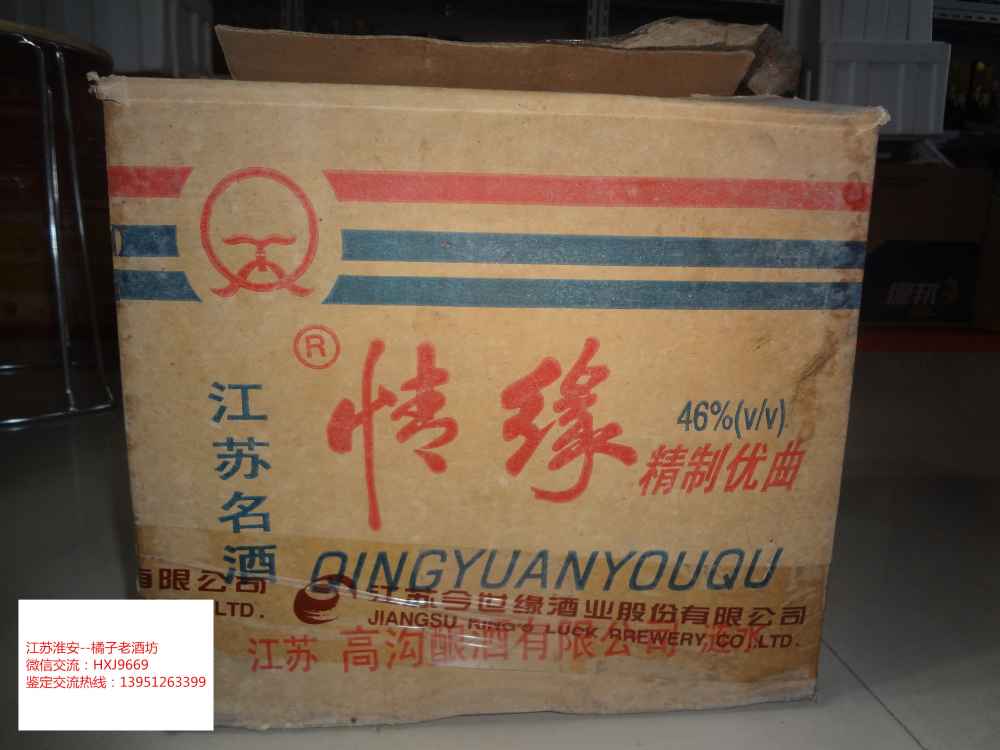 ®
情缘
46%(v/v)
精制优曲
江苏名酒
QINGYUANYOUQU
有限公司
LTD.
江苏今世缘酒业股份有限公司
JIANGSU KING'S LUCK BREWERY CO.,LTD.
江苏 高沟酿酒有限公司 涟水
江苏淮安--橘子老酒坊
微信交流：HXJ9669
鉴定交流热线：13951263399